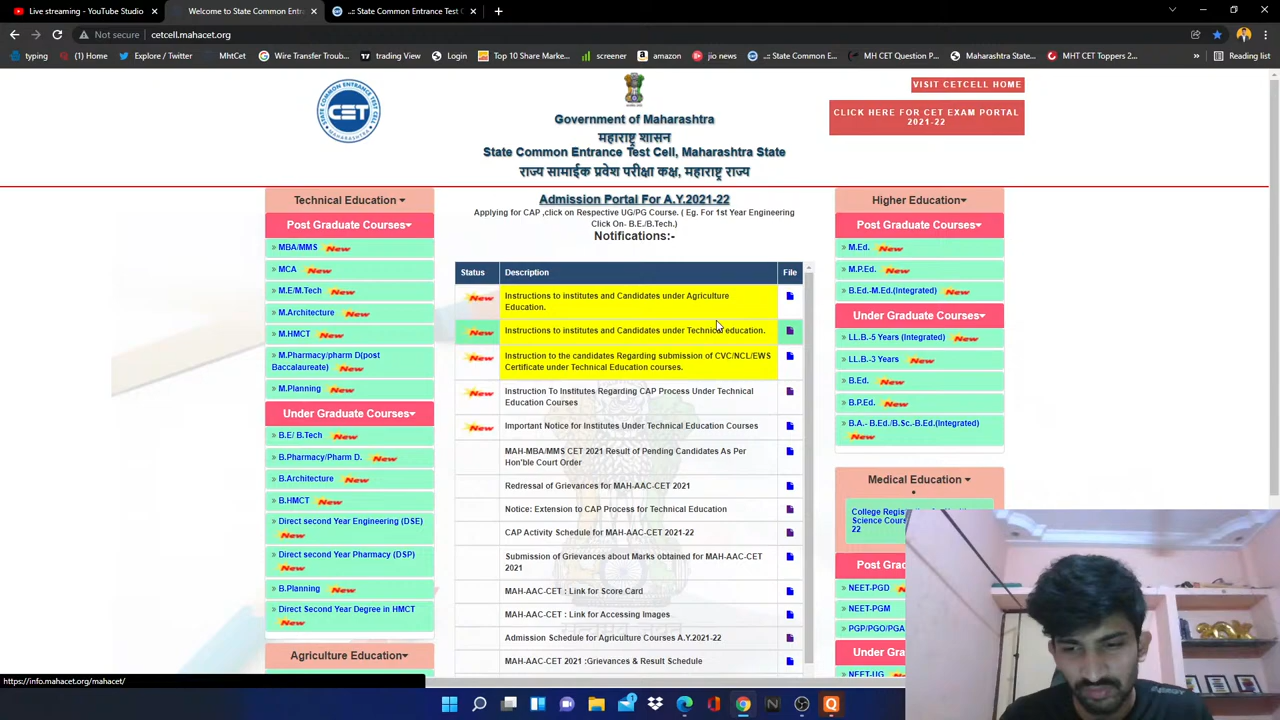 Live streaming - YouTube Studio
Welcome to State Common Entran
..: State Common Entrance Test C
Not secure
cetcell.mahacet.org
typing
(1) Home
Explore / Twitter
MhtCet
Wire Transfer Troub...
trading View
Login
Top 10 Share Marke...
screener
amazon
jio news
..:: State Common E...
MH CET Question P...
Maharashtra State...
MHT CET Toppers 2...
Reading list
CET
Government of Maharashtra
महाराष्ट्र शासन
State Common Entrance Test Cell, Maharashtra State
राज्य सामाईक प्रवेश परीक्षा कक्ष, महाराष्ट्र राज्य
VISIT CETCELL HOME
CLICK HERE FOR CET EXAM PORTAL
2021-22
Technical Education
Post Graduate Courses
» MBA/MMS New
» MCA New
» M.E/M.Tech New
» M.Architecture New
» M.HMCT New
» M.Pharmacy/pharm D(post
Baccalaureate) New
» M.Planning New
Under Graduate Courses
» B.E/ B.Tech New
» B.Pharmacy/Pharm D. New
» B.Architecture New
» B.HMCT New
» Direct second Year Engineering (DSE)
New
» Direct second Year Pharmacy (DSP)
New
» B.Planning New
» Direct Second Year Degree in HMCT
New
Agriculture Education
Admission Portal For A.Y.2021-22
Applying for CAP ,click on Respective UG/PG Course. ( Eg. For 1st Year Engineering
Click On- B.E./B.Tech.)
Notifications:-
Status Description File
New Instructions to institutes and Candidates under Agriculture
Education.
New Instructions to institutes and Candidates under Technical education.
New Instruction to the candidates Regarding submission of CVC/NCL/EWS
Certificate under Technical Education courses.
New Instruction To Institutes Regarding CAP Process Under Technical
Education Courses
New Important Notice for Institutes Under Technical Education Courses
MAH-MBA/MMS CET 2021 Result of Pending Candidates As Per
Hon'ble Court Order
Redressal of Grievances for MAH-AAC-CET 2021
Notice: Extension to CAP Process for Technical Education
CAP Activity Schedule for MAH-AAC-CET 2021-22
Submission of Grievances about Marks obtained for MAH-AAC-CET
2021
MAH-AAC-CET : Link for Score Card
MAH-AAC-CET : Link for Accessing Images
Admission Schedule for Agriculture Courses A.Y.2021-22
MAH-AAC-CET 2021 :Grievances & Result Schedule
Higher Education
Post Graduate Courses
» M.Ed. New
» M.P.Ed. New
» B.Ed.-M.Ed.(Integrated) New
Under Graduate Courses
» LL.B.-5 Years (Integrated) New
» LL.B.-3 Years New
» B.Ed. New
» B.P.Ed. New
» B.A.- B.Ed./B.Sc.-B.Ed.(Integrated)
New
Medical Education
College Regis
Science Cours
22
Post Gra
» NEET-PGD
» NEET-PGM
» PGP/PGO/PGA
Under Gra
» NEET-UG
https://info.mahacet.org/mahacet/